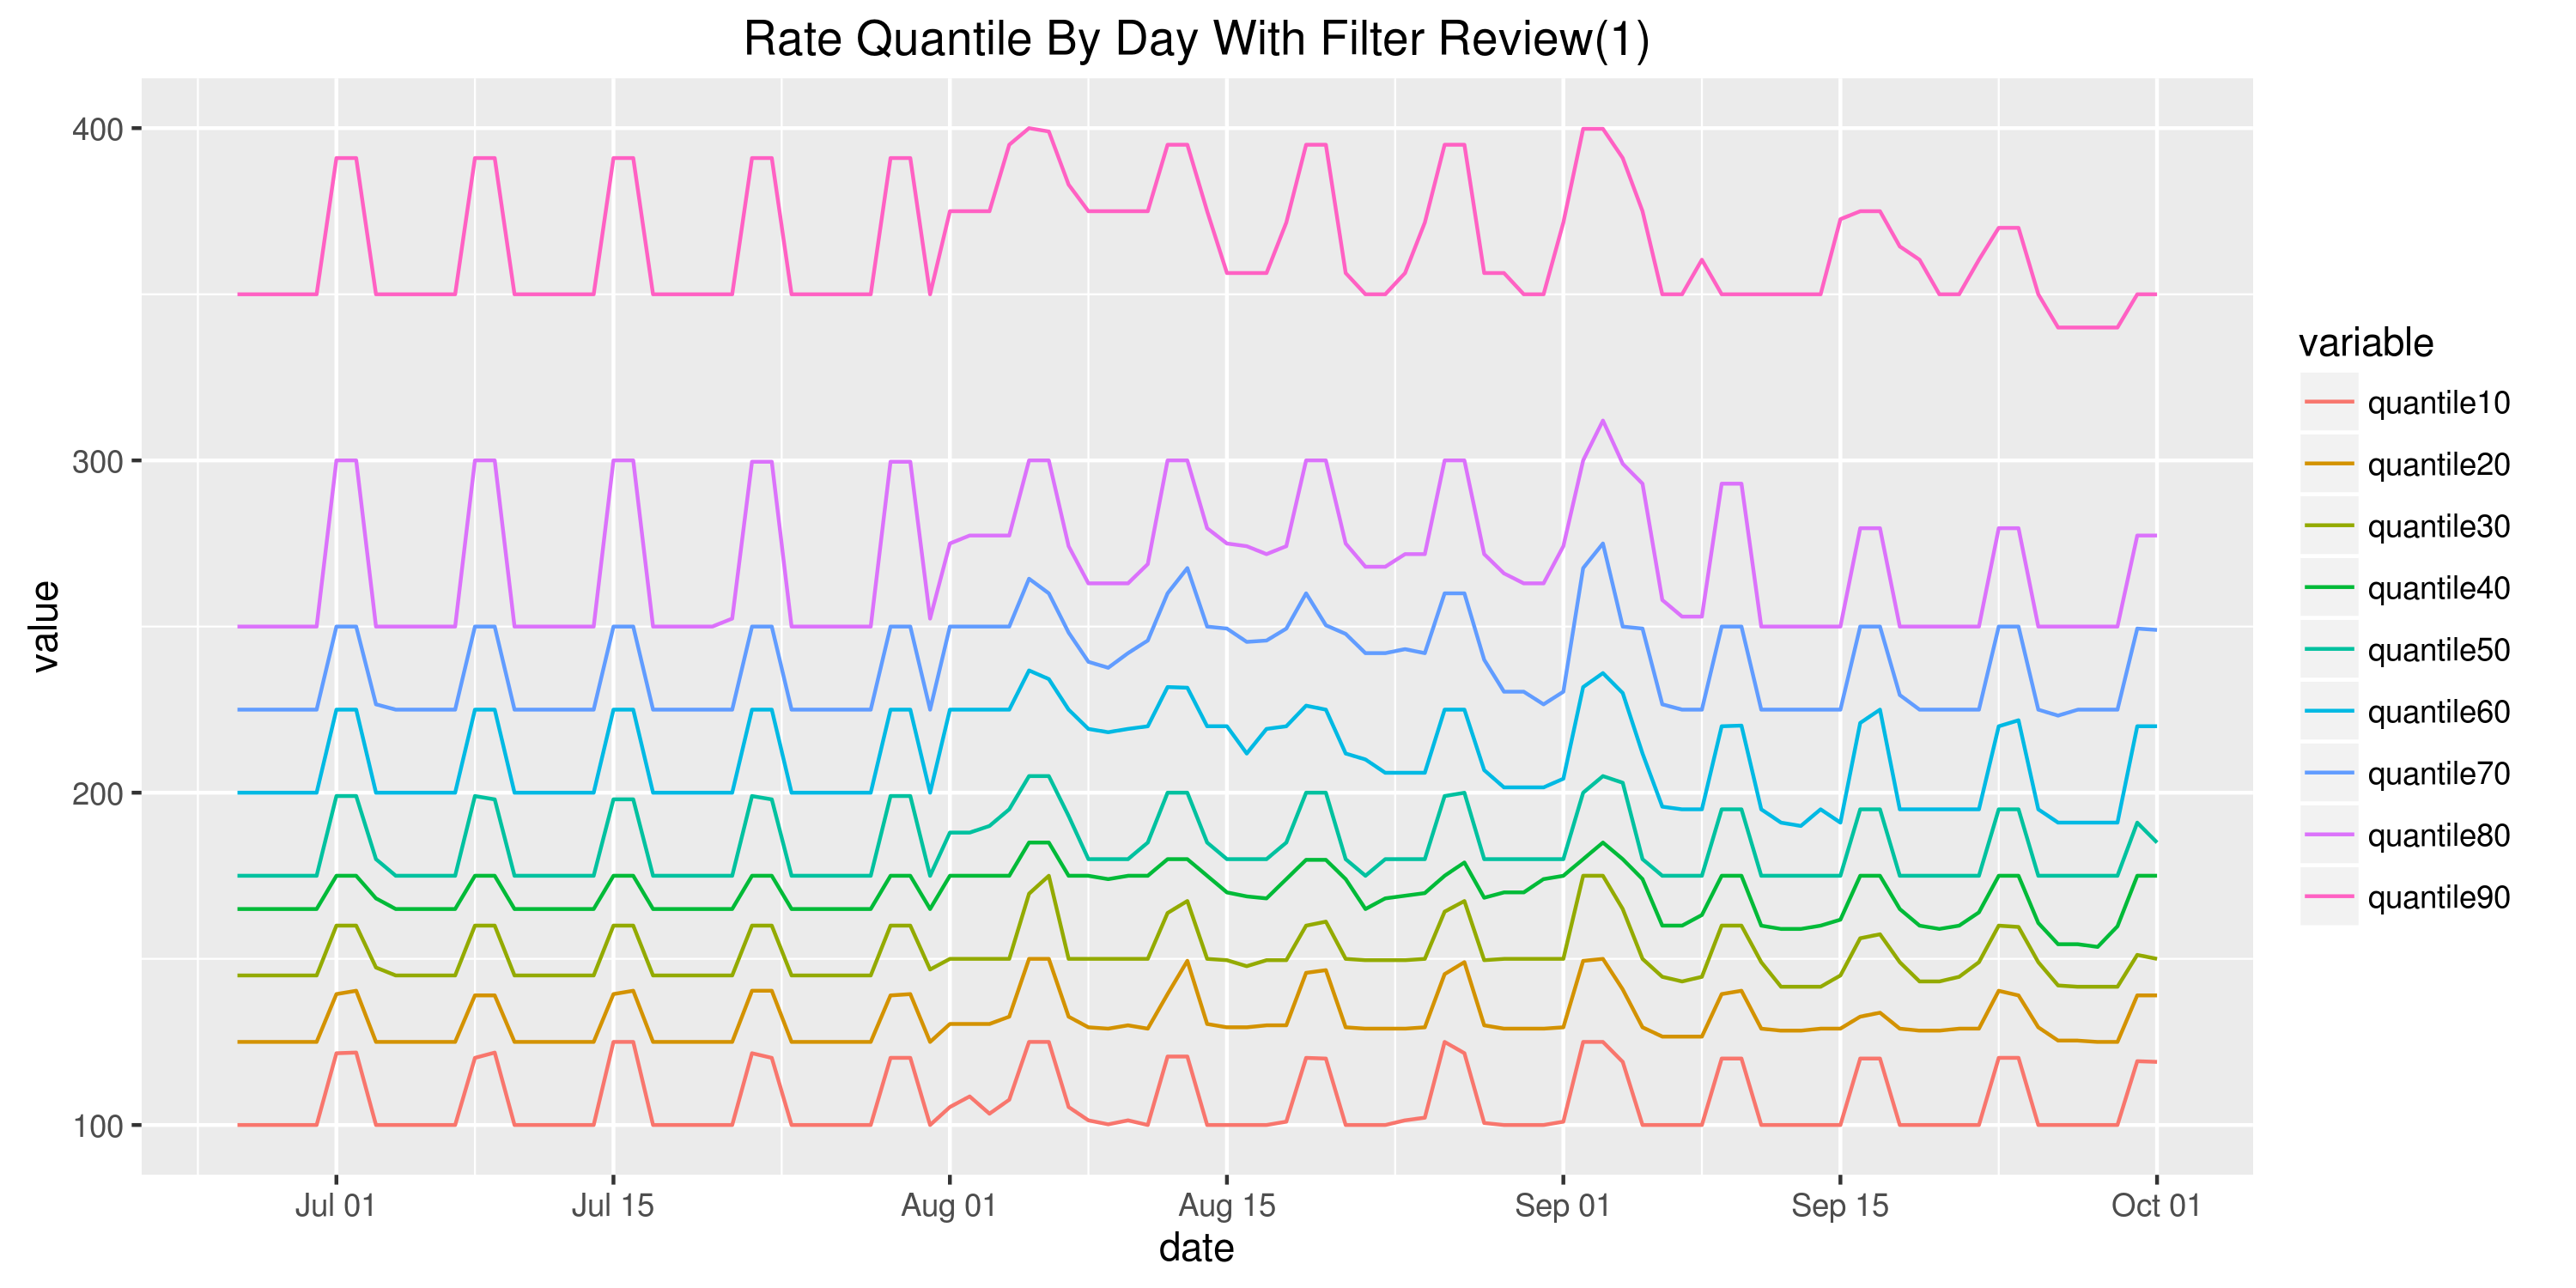 Rate Quantile By Day With Filter Review(1)
400
300
200
100
value
Jul 01
Jul 15
Aug 01
Aug 15
Sep 01
Sep 15
Oct 01
date
variable
quantile10
quantile20
quantile30
quantile40
quantile50
quantile60
quantile70
quantile80
quantile90